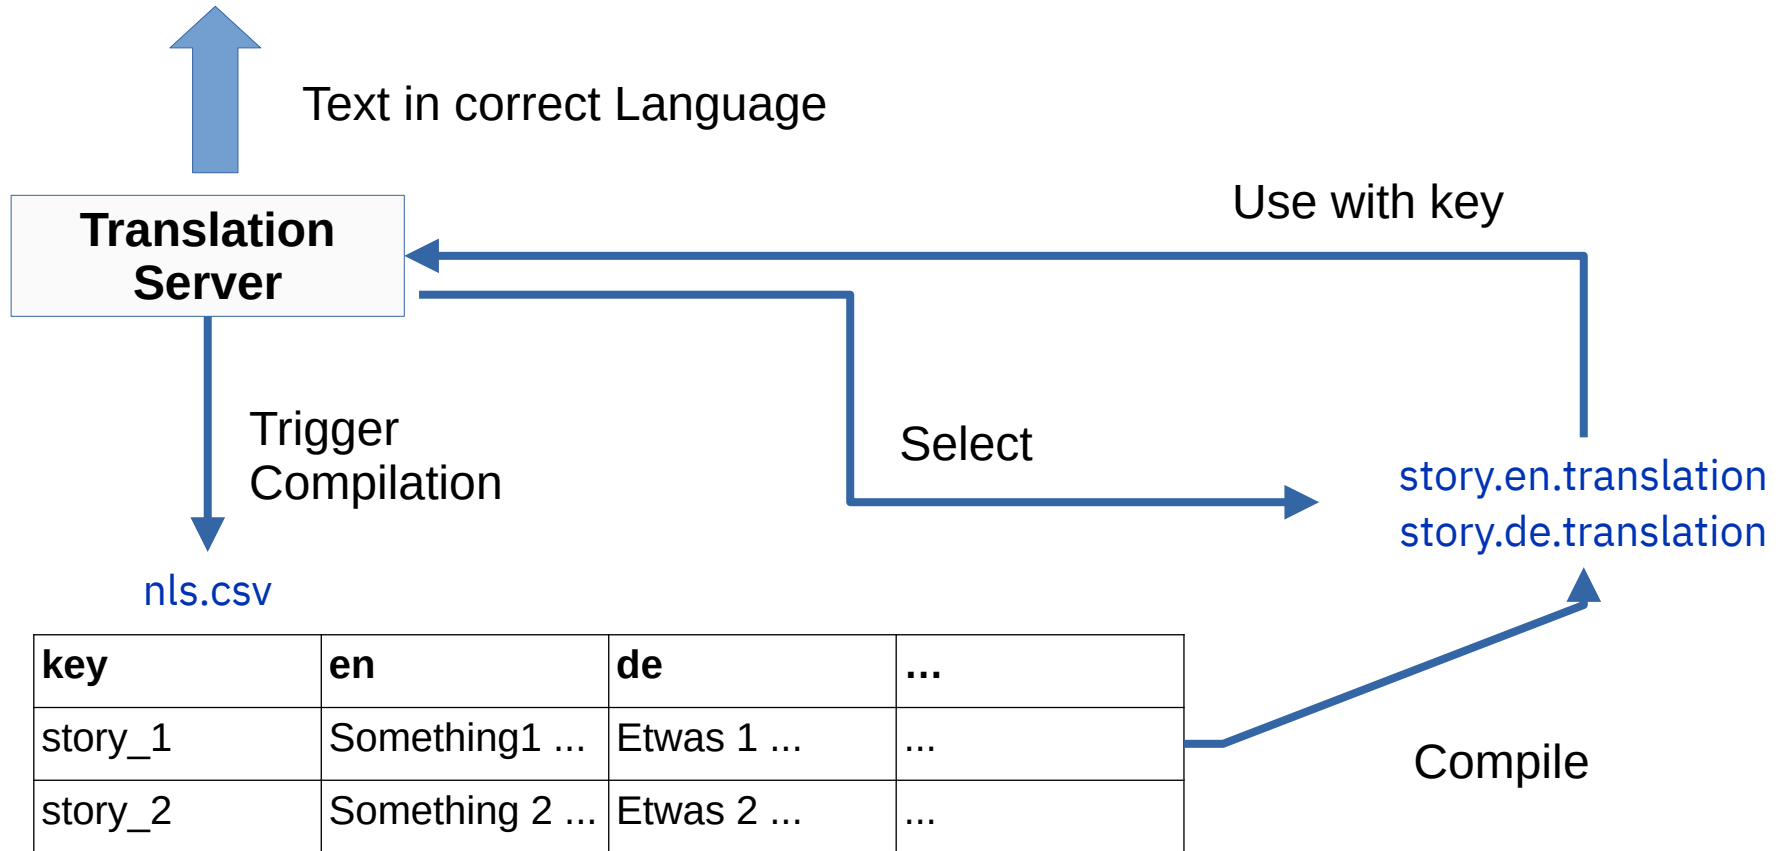 Text in correct Language
Use with key
Translation
Server
Trigger
Compilation
Select
story.en.translation
story.de.translation
nls.csv
key en de ...
story_1 Something1 ... Etwas 1 ... ...
story_2 Something 2 ... Etwas 2 ... ...
Compile